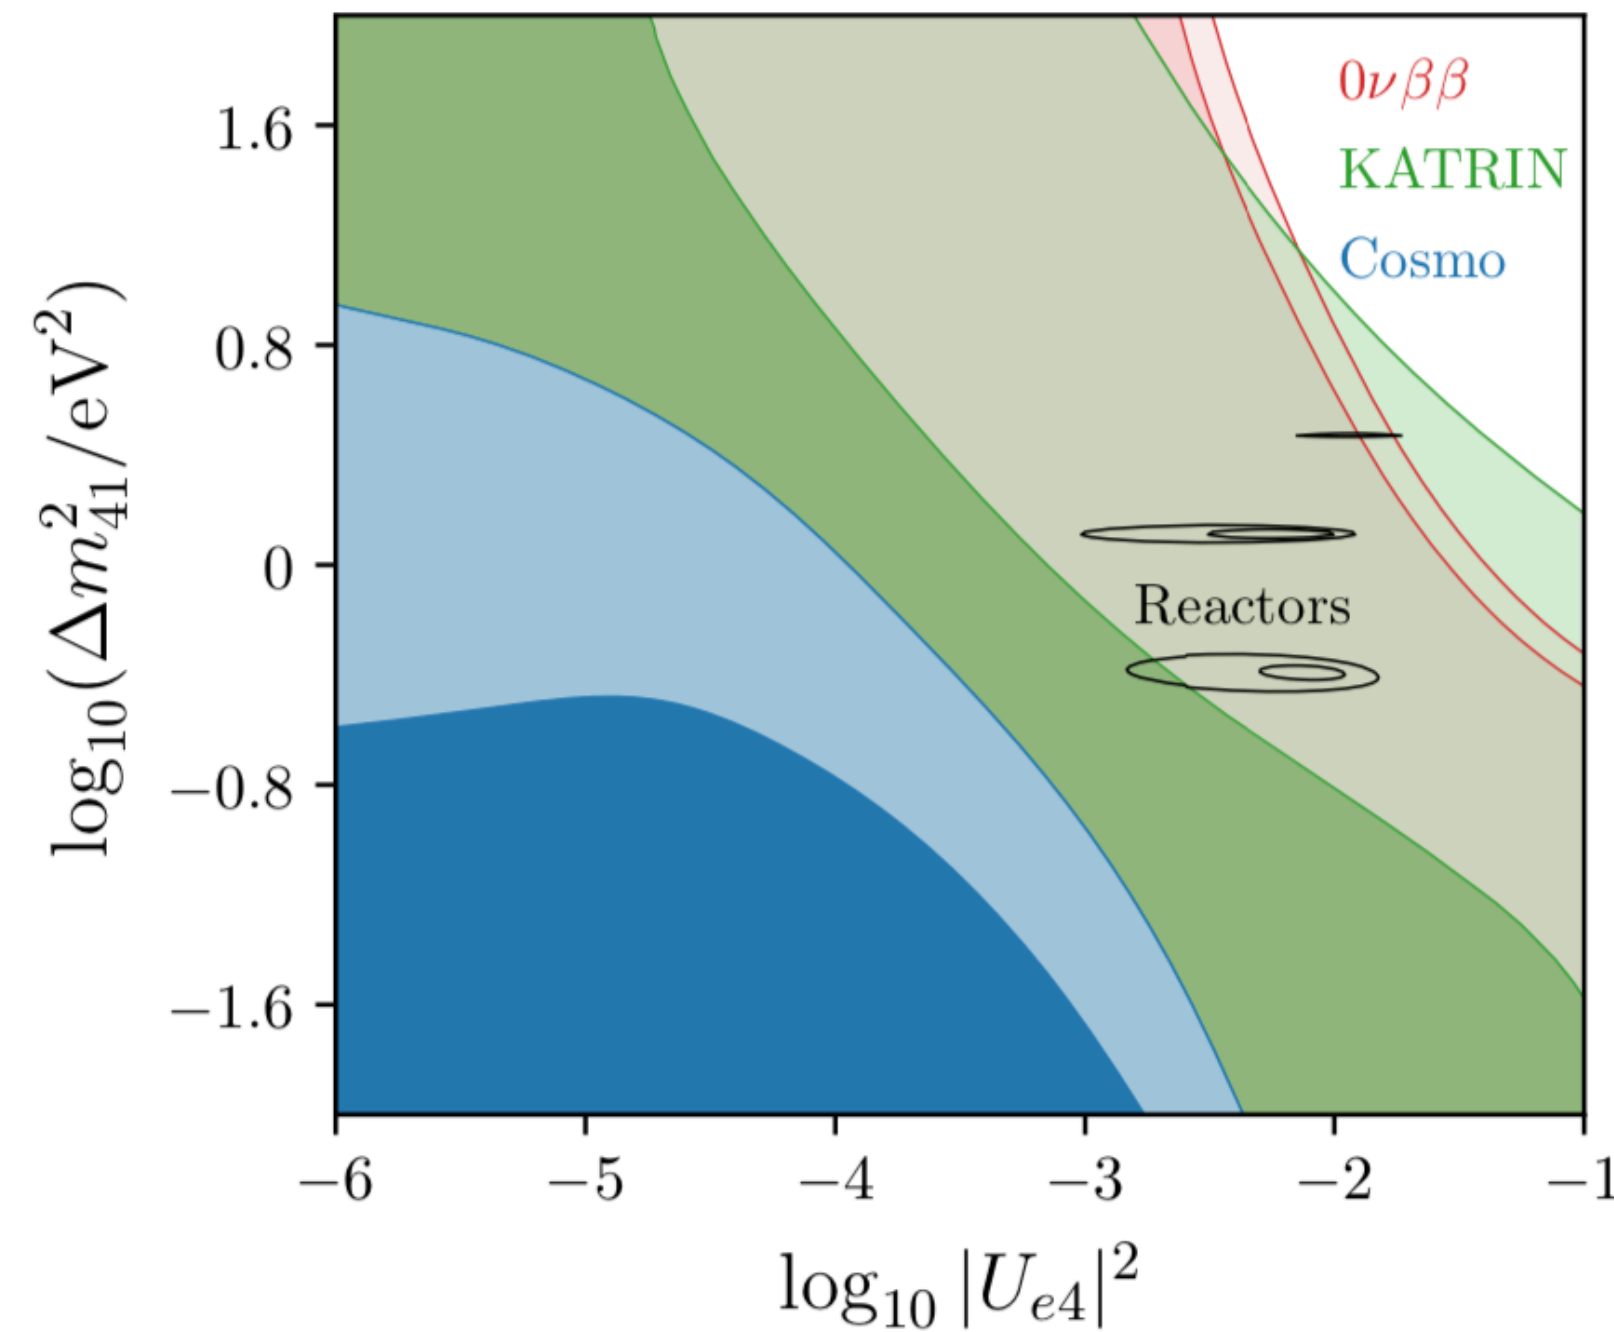 0νββ
KATRIN
Cosmo
Reactors
1.6
0.8
0
−0.8
−1.6
log₁₀(Δm²₄₁/eV²)
−6 −5 −4 −3 −2 −1
log₁₀ |Uₑ₄|²